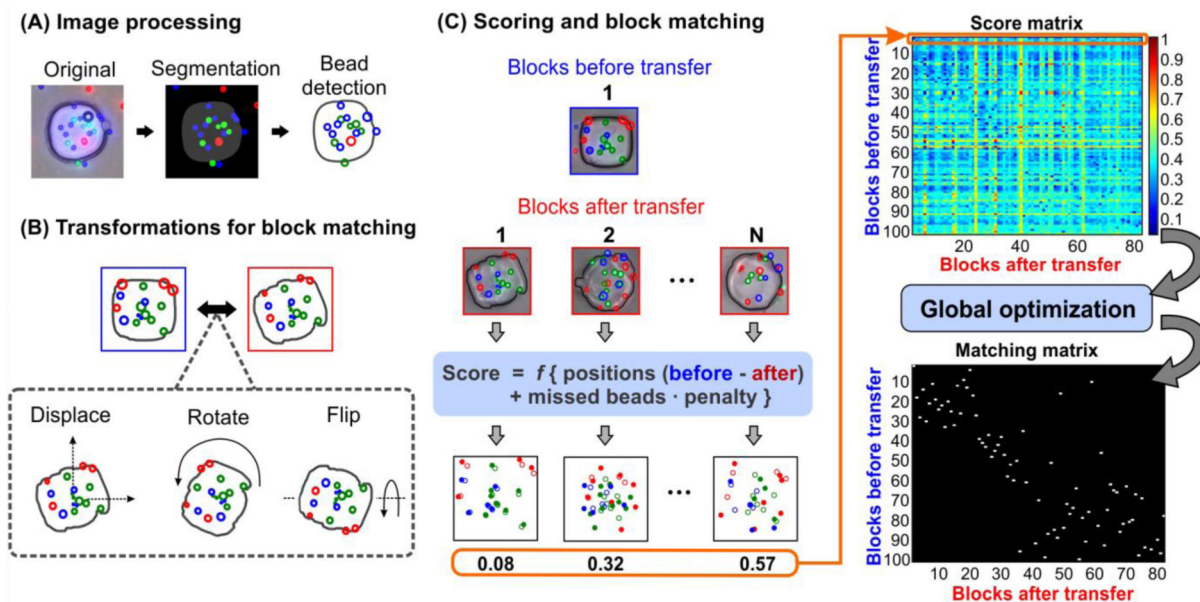 (A) Image processing
Original
Segmentation
Bead
detection
(B) Transformations for block matching
Displace
Rotate
Flip
(C) Scoring and block matching
Blocks before transfer
1
Blocks after transfer
1 2 N
...
Score = f { positions (before - after)
+ missed beads · penalty }
...
0.08 0.32 0.57
Score matrix
Blocks before transfer
10
20
30
40
50
60
70
80
90
100
20 40 60 80
Blocks after transfer
1
0.9
0.8
0.7
0.6
0.5
0.4
0.3
0.2
0.1
Global optimization
Matching matrix
Blocks before transfer
10
20
30
40
50
60
70
80
90
100
10 20 30 40 50 60 70 80
Blocks after transfer